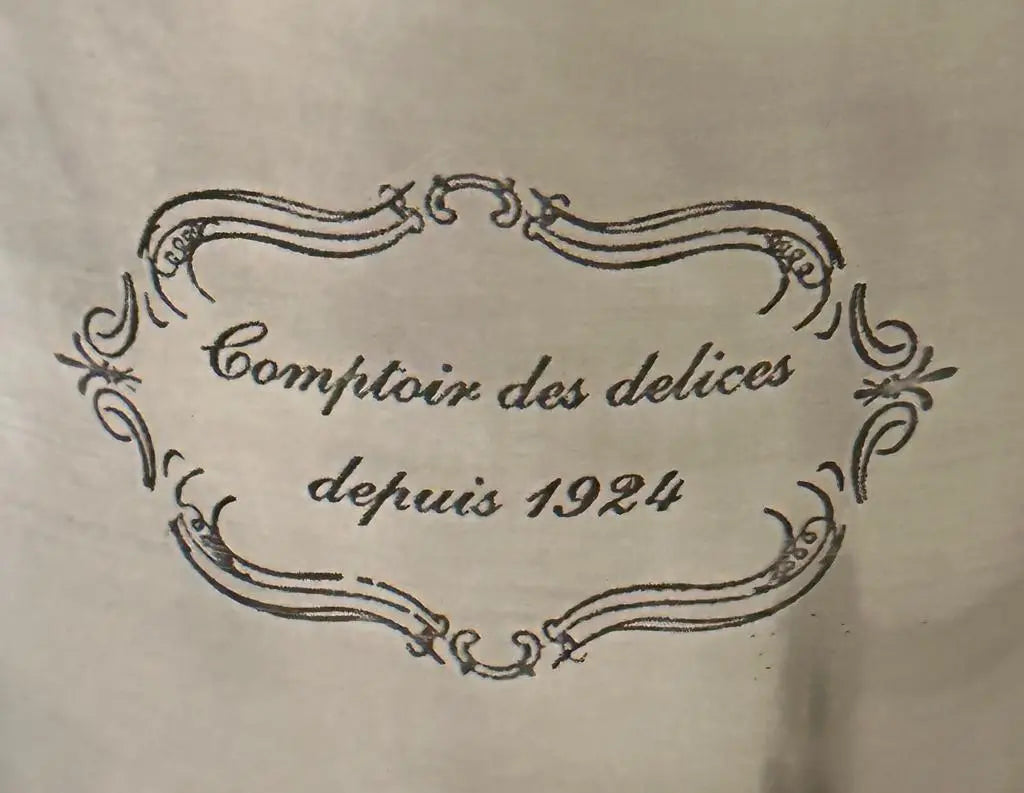 Comptoir des delices
depuis 1924